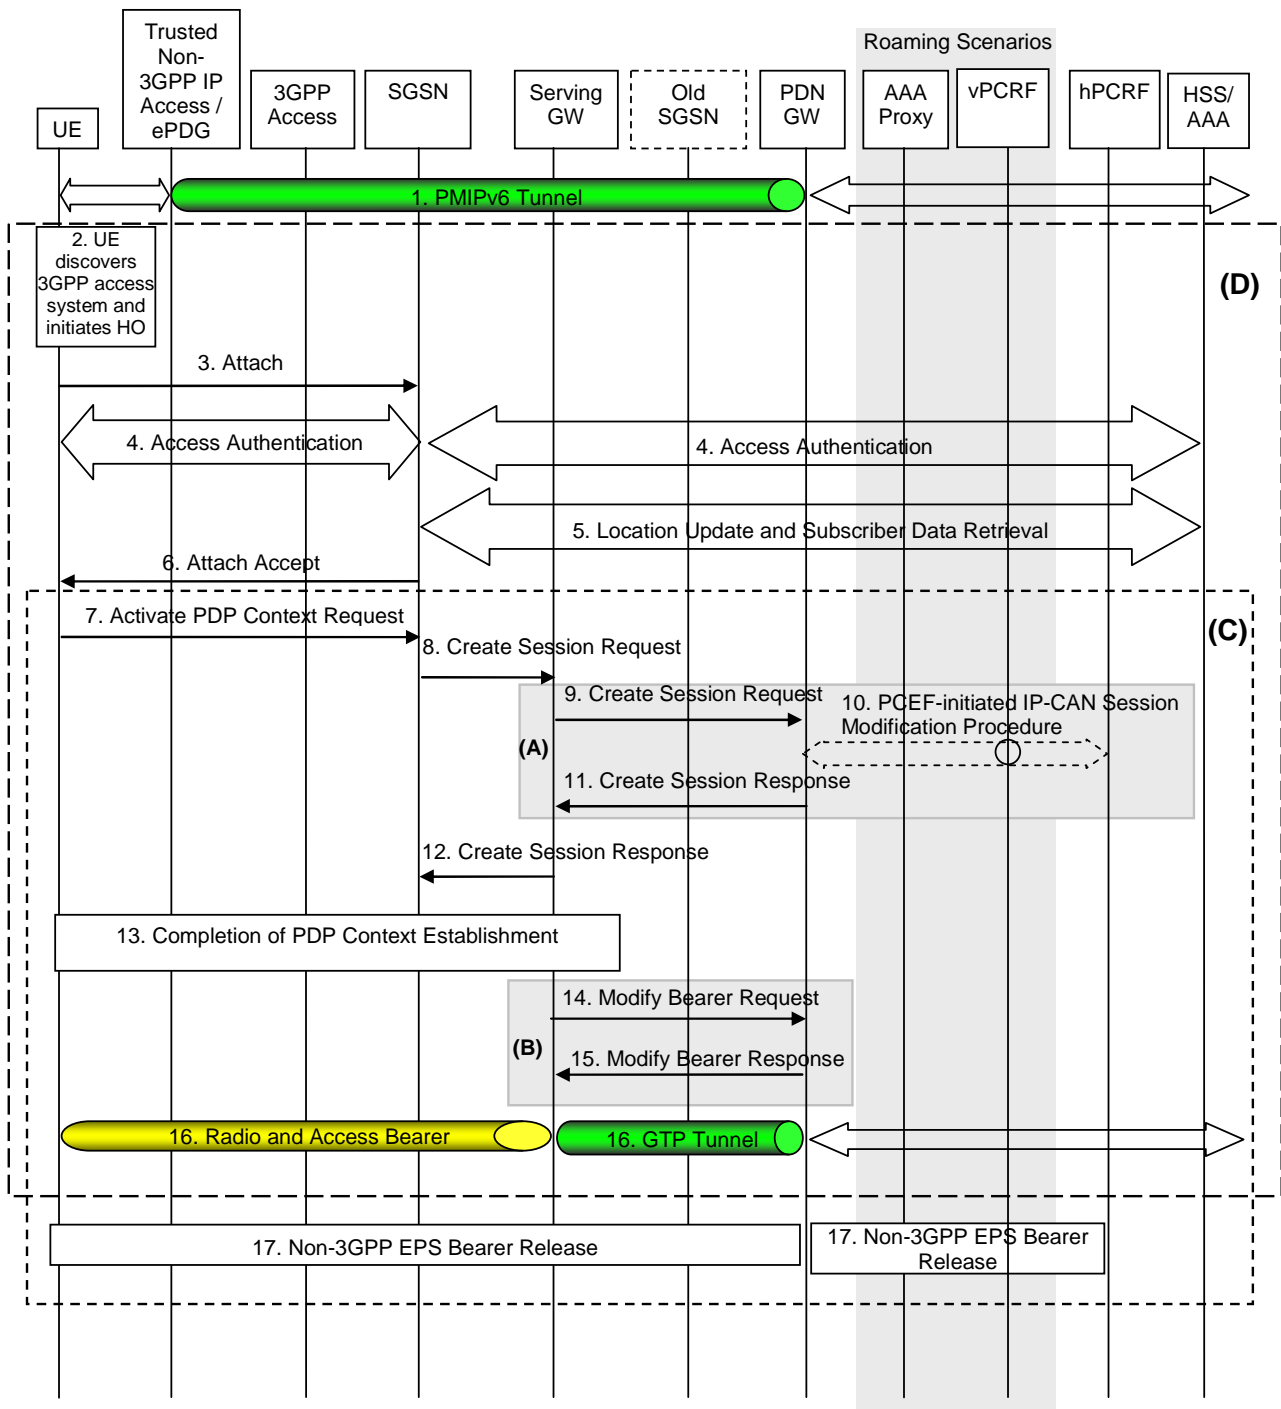 Roaming Scenarios
UE
Trusted
Non-
3GPP IP
Access /
ePDG
3GPP
Access
SGSN
Serving
GW
Old
SGSN
PDN
GW
AAA
Proxy
vPCRF
hPCRF
HSS/
AAA
1. PMIPv6 Tunnel
2. UE
discovers
3GPP access
system and
initiates HO
(D)
3. Attach
4. Access Authentication
4. Access Authentication
5. Location Update and Subscriber Data Retrieval
6. Attach Accept
7. Activate PDP Context Request
(C)
8. Create Session Request
9. Create Session Request
10. PCEF-initiated IP-CAN Session
Modification Procedure
(A)
11. Create Session Response
12. Create Session Response
13. Completion of PDP Context Establishment
14. Modify Bearer Request
(B)
15. Modify Bearer Response
16. Radio and Access Bearer
16. GTP Tunnel
17. Non-3GPP EPS Bearer Release
17. Non-3GPP EPS Bearer
Release